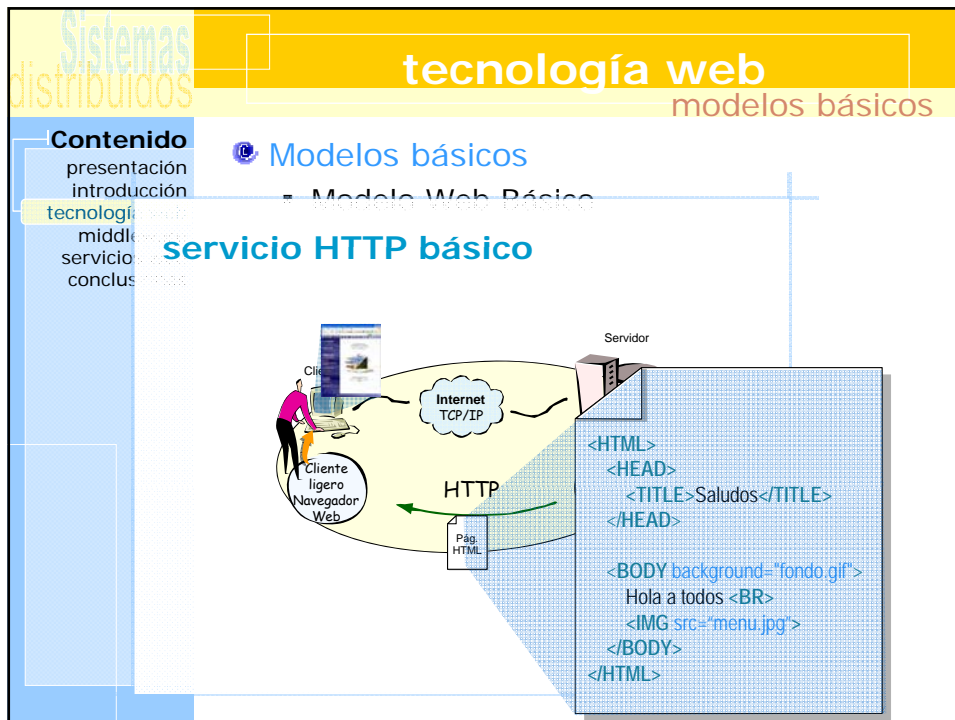 Sistemas
distribuidos
tecnología web
modelos básicos
Contenido
presentación
introducción
tecnologí
middle
servicio
conclus
Modelos básicos
Modelo Web Básico
servicio HTTP básico
Servidor
Clie
Internet
TCP/IP
Cliente
ligero
Navegador
Web
HTTP
Pág.
HTML
<HTML>
<HEAD>
<TITLE>Saludos</TITLE>
</HEAD>
<BODY background="fondo.gif">
Hola a todos <BR>
<IMG src="menu.jpg">
</BODY>
</HTML>